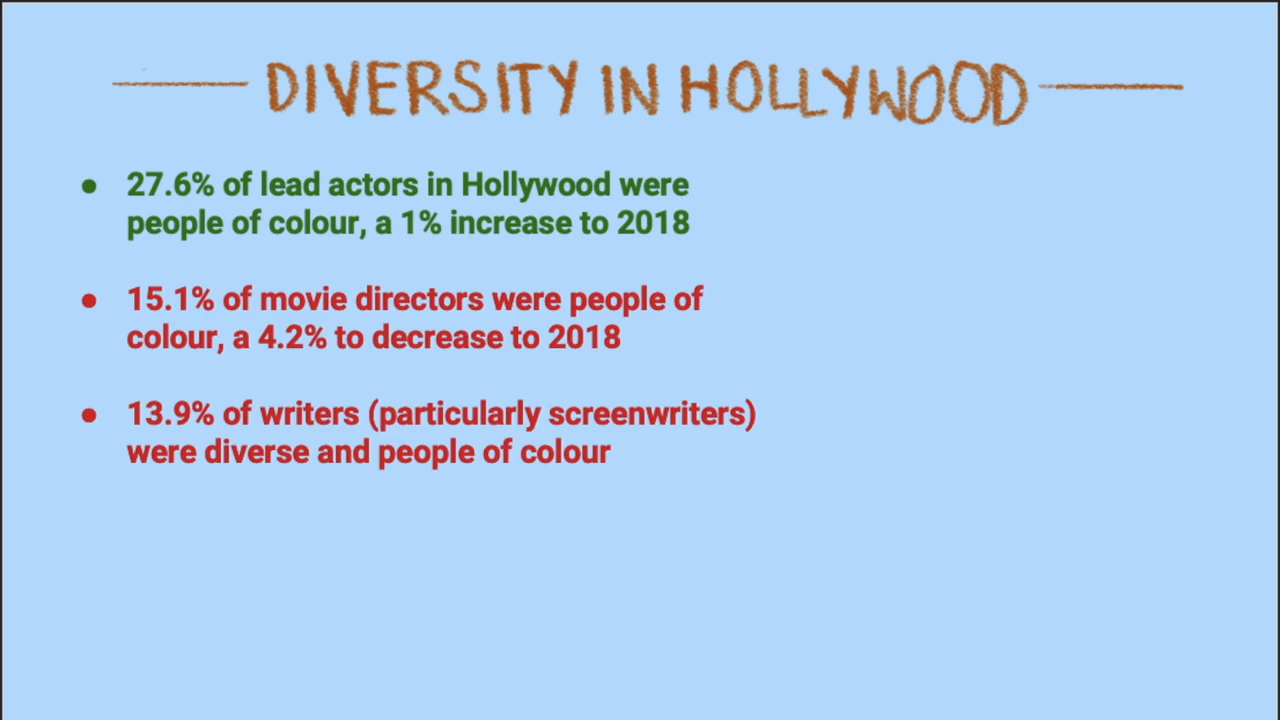 DIVERSITY IN HOLLYWOOD
● 27.6% of lead actors in Hollywood were
people of colour, a 1% increase to 2018
● 15.1% of movie directors were people of
colour, a 4.2% to decrease to 2018
● 13.9% of writers (particularly screenwriters)
were diverse and people of colour